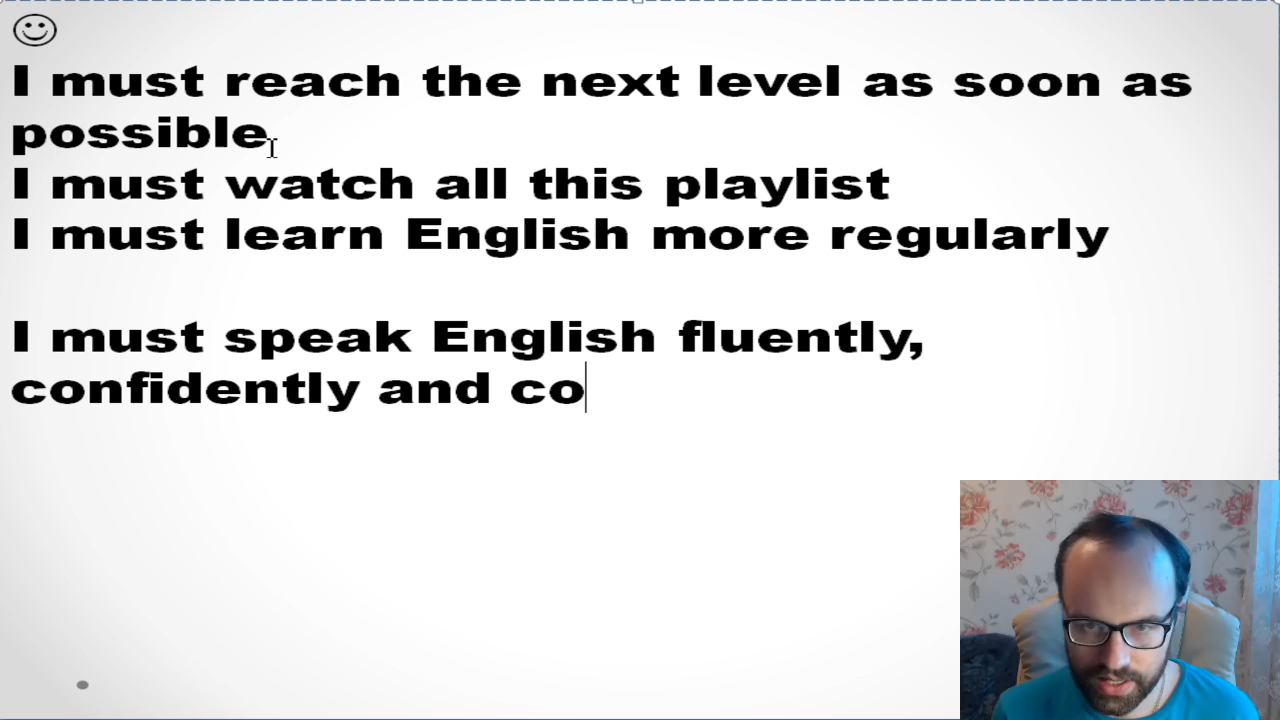 I must reach the next level as soon as
possible
I must watch all this playlist
I must learn English more regularly
I must speak English fluently,
confidently and co